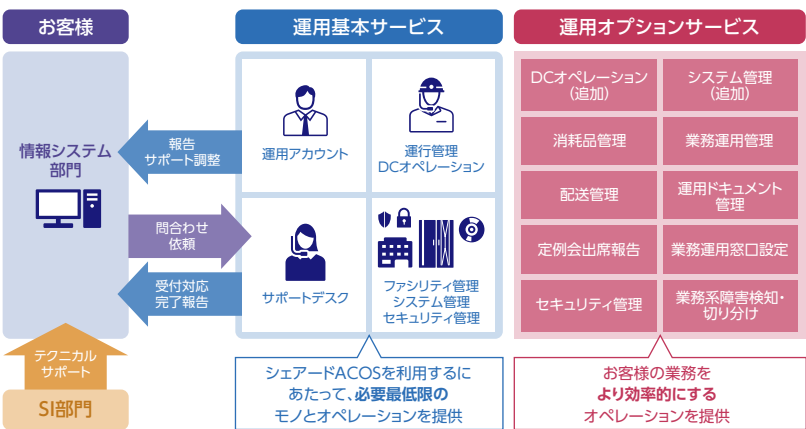 お客様
情報システム
部門
テクニカル
サポート
SI部門
報告
サポート調整
問合わせ
依頼
受付対応
完了報告
運用基本サービス
運用アカウント
運行管理
DCオペレーション
サポートデスク
ファシリティ管理
システム管理
セキュリティ管理
シェアードACOSを利用するに
あたって、必要最低限の
モノとオペレーションを提供
運用オプションサービス
DCオペレーション
（追加）
システム管理
（追加）
消耗品管理
業務運用管理
配送管理
運用ドキュメント
管理
定例会出席報告
業務運用窓口設定
セキュリティ管理
業務系障害検知・
切り分け
お客様の業務を
より効率的にする
オペレーションを提供